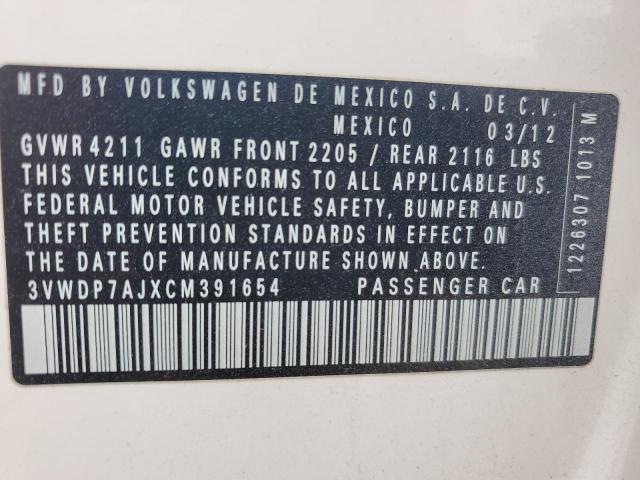 MFD BY VOLKSWAGEN DE MEXICO S.A. DE C.V.
MEXICO 03/12
GVWR 4211 GAWR FRONT 2205 / REAR 2116 LBS
THIS VEHICLE CONFORMS TO ALL APPLICABLE U.S.
FEDERAL MOTOR VEHICLE SAFETY, BUMPER AND
THEFT PREVENTION STANDARDS IN EFFECT ON
THE DATE OF MANUFACTURE SHOWN ABOVE.
3VWDP7AJXCM391654 PASSENGER CAR
1226307 1013 M